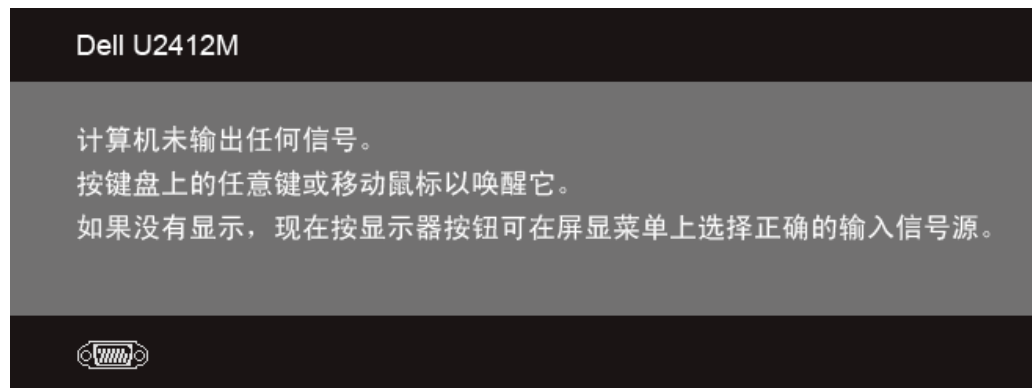 Dell U2412M
计算机未输出任何信号。
按键盘上的任意键或移动鼠标以唤醒它。
如果没有显示，现在按显示器按钮可在屏显菜单上选择正确的输入信号源。